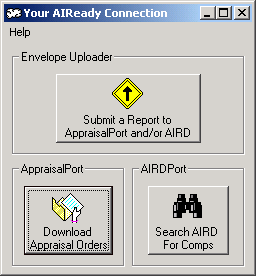 Your AIReady Connection
Help
Envelope Uploader
Submit a Report to
AppraisalPort and/or AIRD
AppraisalPort
AIRDPort
Download
Appraisal Orders
Search AIRD
For Comps